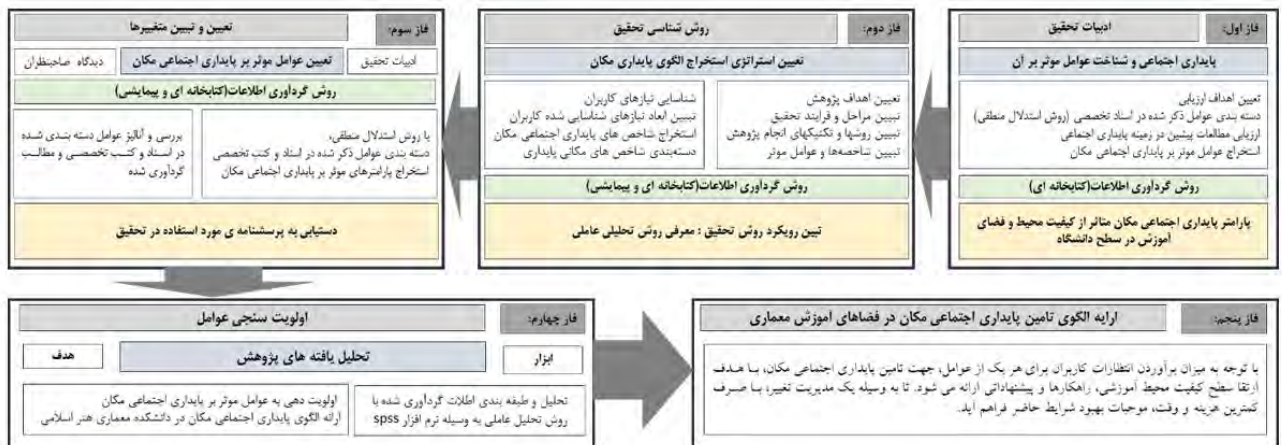 فاز اول:
ادبیات تحقیق
پایداری اجتماعی و شناخت عوامل موثر بر آن
تعیین اهداف ارزیابی
دسته بندی عوامل ذکر شده در اسناد تخصصی (روش استدلال منطقی)
ارزیابی مطالعات پیشین در زمینه پایداری اجتماعی
استخراج عوامل موثر بر پایداری اجتماعی مکان
روش گردآوری اطلاعات(کتابخانه ای)
پارامتر پایداری اجتماعی مکان متاثر از کیفیت محیط و فضای
آموزش در سطح دانشگاه
فاز دوم:
روش شناسی تحقیق
تعیین استراتژی استخراج الگوی پایداری مکان
تعیین اهداف پژوهش
تبیین مراحل و فرایند تحقیق
تبیین روشها و تکنیکهای انجام پژوهش
تبیین شاخصه‌ها و عوامل موثر
شناسایی نیازهای کاربران
تبیین ابعاد نیازهای شناسایی شده کاربران
استخراج شاخص های پایداری اجتماعی مکان
دسته‌بندی شاخص های مکانی پایداری
روش گردآوری اطلاعات(کتابخانه ای و پیمایشی)
تبین رویکرد روش تحقیق : معرفی روش تحلیلی عاملی
فاز سوم:
تعیین و تبیین متغییرها
ادبیات تحقیق
تعیین عوامل موثر بر پایداری اجتماعی مکان
دیدگاه صاحبنظران
روش گردآوری اطلاعات(کتابخانه ای و پیمایشی)
با روش استدلال منطقی،
دسته بندی عوامل ذکر شده در اسناد و کتب تخصصی
استخراج پارامترهای موثر بر پایداری اجتماعی مکان
بررسی و آنالیز عوامل دسته بندی شده
در اسناد و کتب تخصصی و مطالب
گردآوری شده
دستیابی به پرسشنامه ی مورد استفاده در تحقیق
فاز چهارم:
اولویت سنجی عوامل
ابزار
تحلیل یافته های پژوهش
هدف
تحلیل و طیفه بندی اطلات گردآوری شده با
روش تحلیل عاملی به وسیله نرم افزار spss
اولویت دهی به عوامل موثر بر پایداری اجتماعی مکان
ارائه الگوی پایداری اجتماعی مکان در دانشکده معماری هنر اسلامی
فاز پنجم:
ارایه الگوی تامین پایداری اجتماعی مکان در فضاهای آموزش معماری
با توجه به میزان برآوردن انتظارات کاربران برای هر یک از عوامل، جهت تامین پایداری اجتماعی مکان، با هدف
ارتقا سطح کیفیت محیط آموزشی، راهکارها و پیشنهاداتی ارائه می شود. تا به وسیله یک مدیریت تغییر، با صرف
کمترین هزینه و وقت، موجبات بهبود شرایط حاضر فراهم آید.